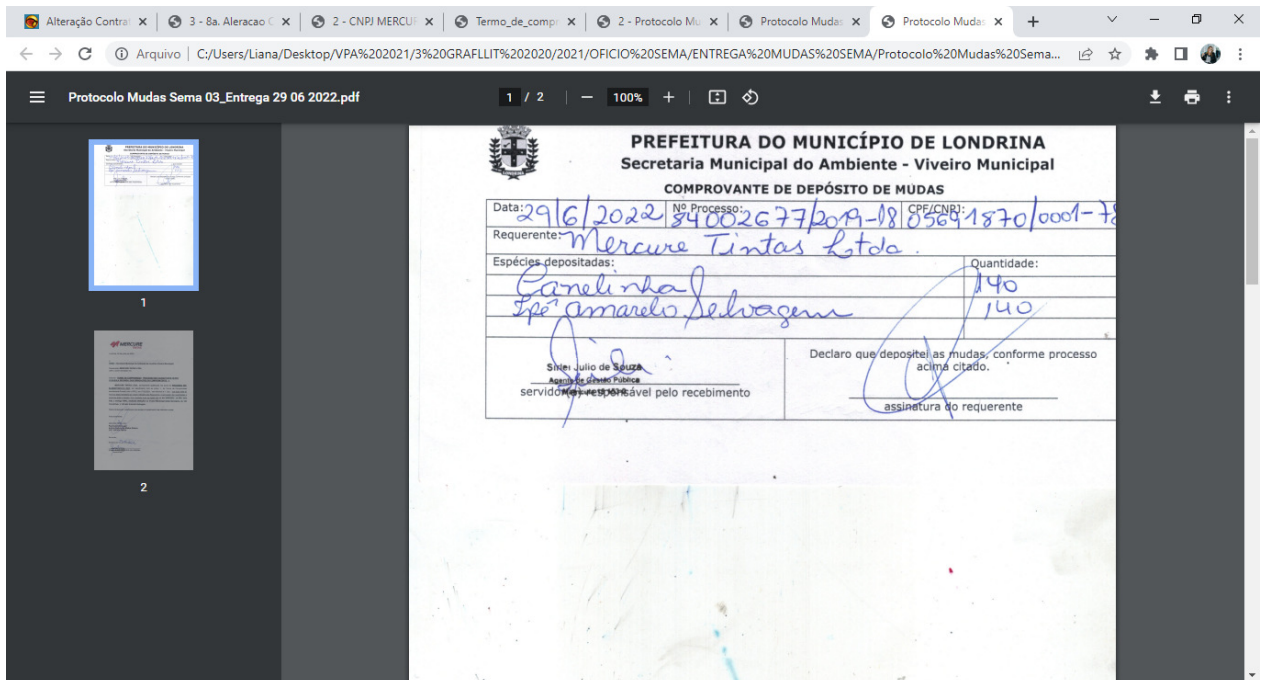 Alteração Contrat
3 - 8a. Aleracao C
2 - CNPJ MERCUR
Termo_de_compr
2 - Protocolo Mu
Protocolo Mudas
Protocolo Mudas
Arquivo
C:/Users/Liana/Desktop/VPA%202021/3%20GRAFLLIT%202020/2021/OFICIO%20SEMA/ENTREGA%20MUDAS%20SEMA/Protocolo%20Mudas%20Sema...
Protocolo Mudas Sema 03_Entrega 29 06 2022.pdf
1 / 2
100%
1
2
PREFEITURA DO MUNICÍPIO DE LONDRINA
Secretaria Municipal do Ambiente - Viveiro Municipal
COMPROVANTE DE DEPÓSITO DE MUDAS
Data: 29/6/2022 Nº Processo: 84002677/2019-18 CPF/CNPJ: 05691870/0001-78
Requerente: Mercure Tintas Ltda.
Espécies depositadas: Quantidade:
Canelinha 140
Ipê amarelo Selvagem 140
Declaro que depositei as mudas, conforme processo
acima citado.
Sirlei Julio de Souza
Agente de Gestão Pública
servidor(a) responsável pelo recebimento
assinatura do requerente